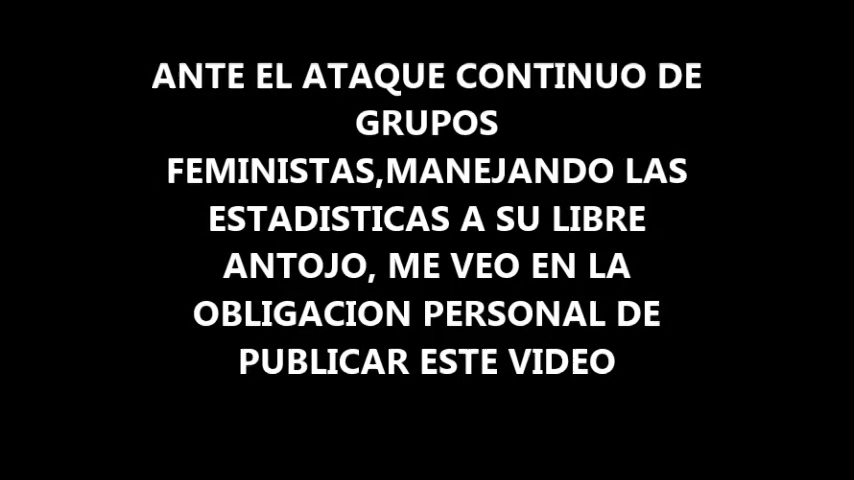 ANTE EL ATAQUE CONTINUO DE
GRUPOS
FEMINISTAS,MANEJANDO LAS
ESTADISTICAS A SU LIBRE
ANTOJO, ME VEO EN LA
OBLIGACION PERSONAL DE
PUBLICAR ESTE VIDEO